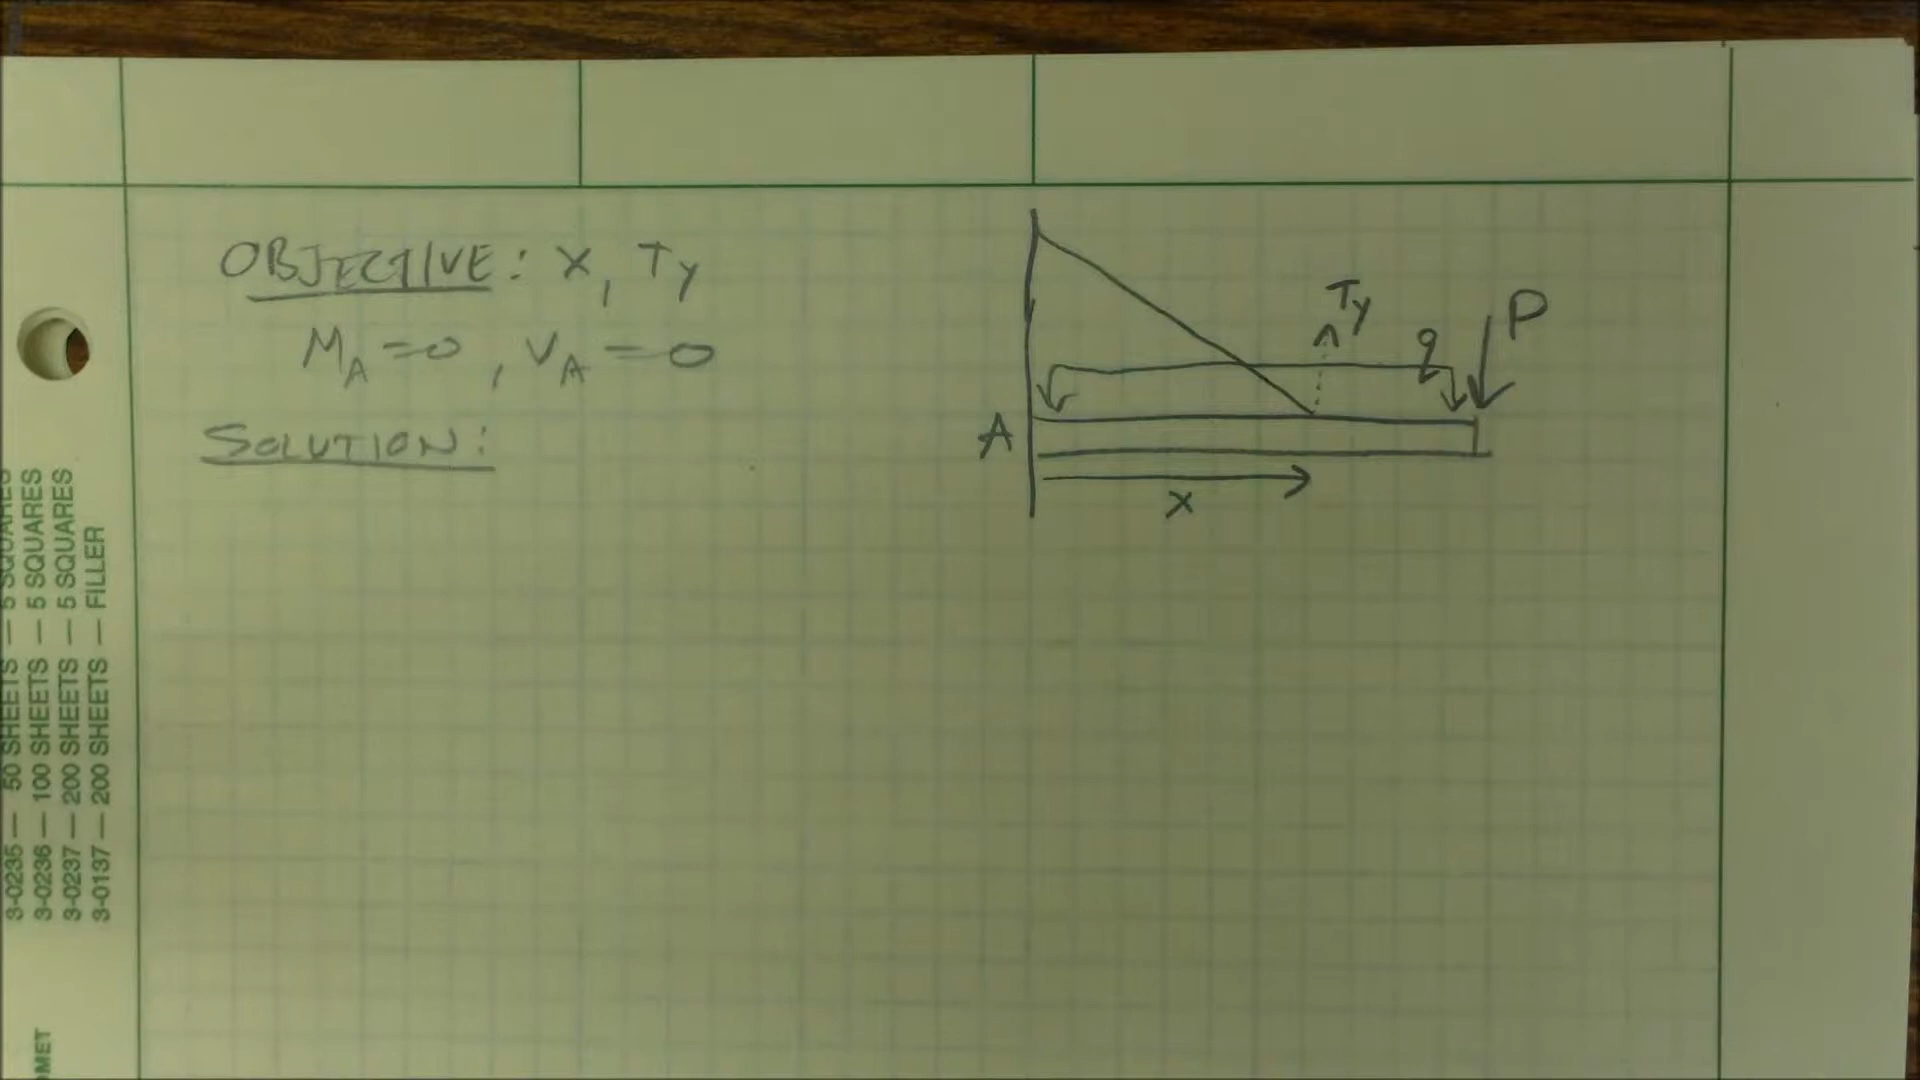 OBJECTIVE: X, Ty
MA = 0, VA = 0
SOLUTION:
Ty
q
P
A
x
3-0235 — 50 SHEETS — 5 SQUARES
3-0236 — 100 SHEETS — 5 SQUARES
3-0237 — 200 SHEETS — 5 SQUARES
3-0137 — 200 SHEETS — FILLER